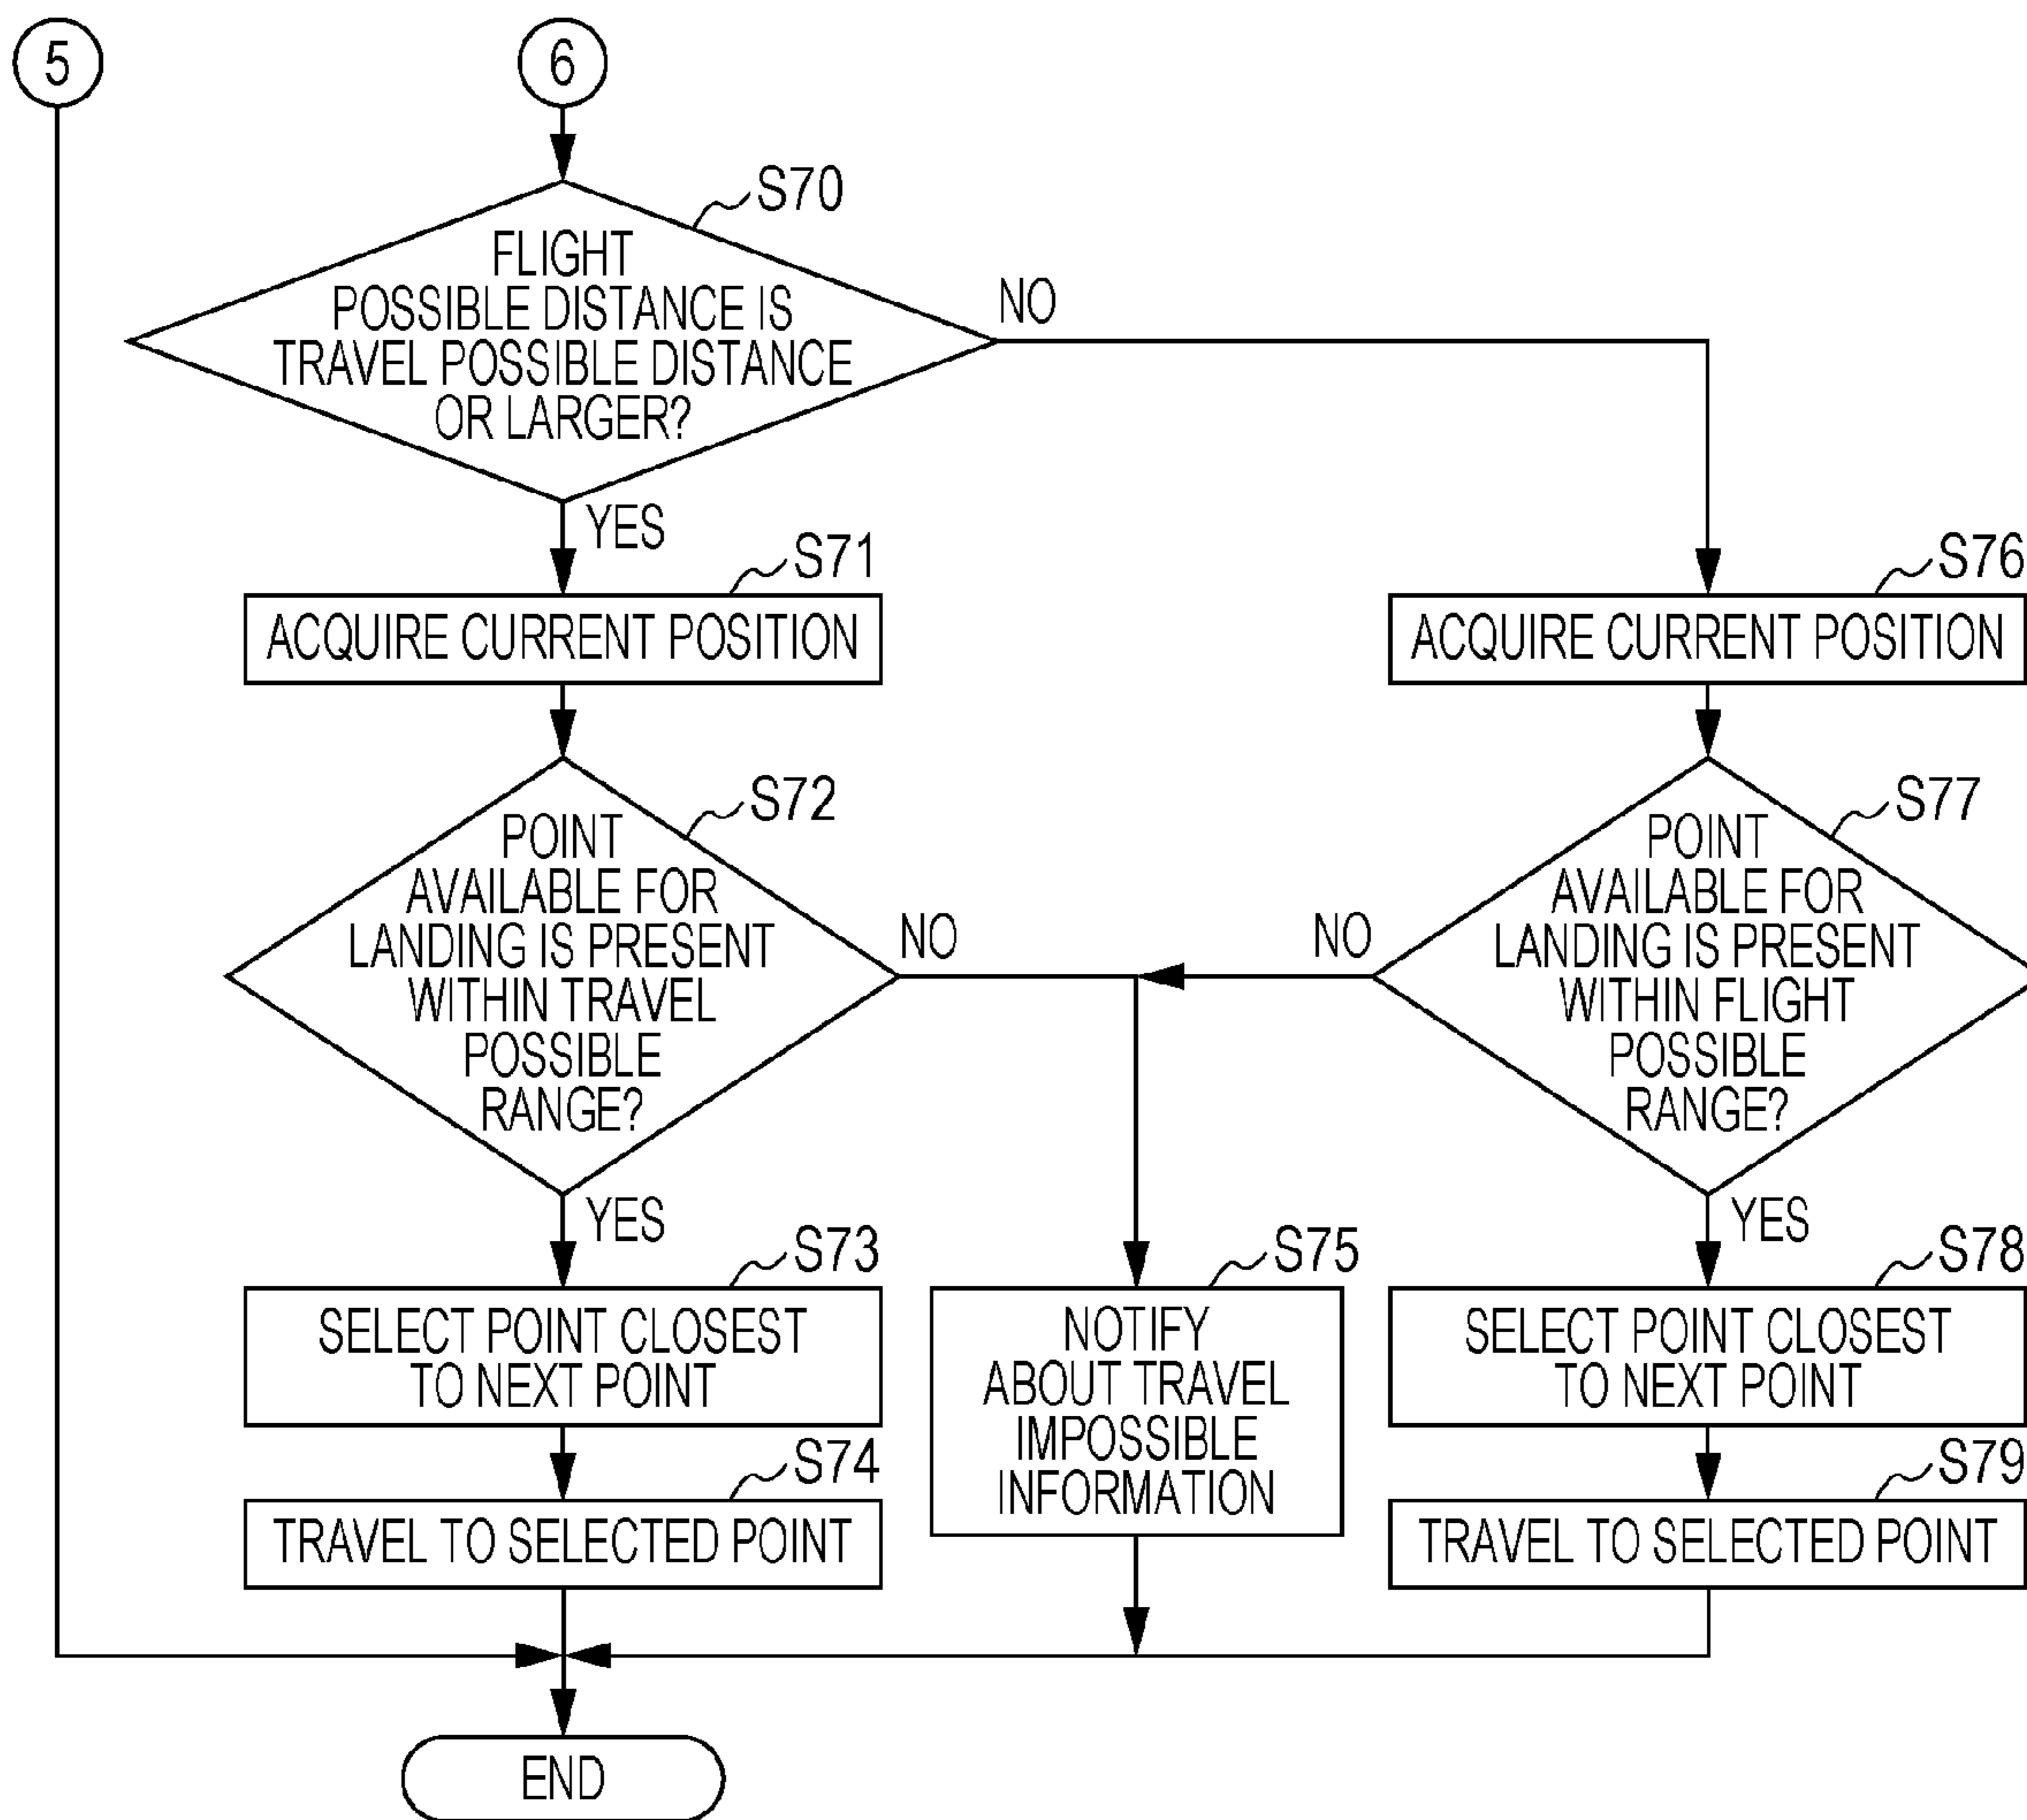 5
6
S70
FLIGHT
POSSIBLE DISTANCE IS
TRAVEL POSSIBLE DISTANCE
OR LARGER?
NO
YES
S71
ACQUIRE CURRENT POSITION
S76
ACQUIRE CURRENT POSITION
S72
POINT
AVAILABLE FOR
LANDING IS PRESENT
WITHIN TRAVEL
POSSIBLE
RANGE?
NO
YES
S77
POINT
AVAILABLE FOR
LANDING IS PRESENT
WITHIN FLIGHT
POSSIBLE
RANGE?
NO
YES
S73
SELECT POINT CLOSEST
TO NEXT POINT
S75
NOTIFY
ABOUT TRAVEL
IMPOSSIBLE
INFORMATION
S78
SELECT POINT CLOSEST
TO NEXT POINT
S74
TRAVEL TO SELECTED POINT
S79
TRAVEL TO SELECTED POINT
END